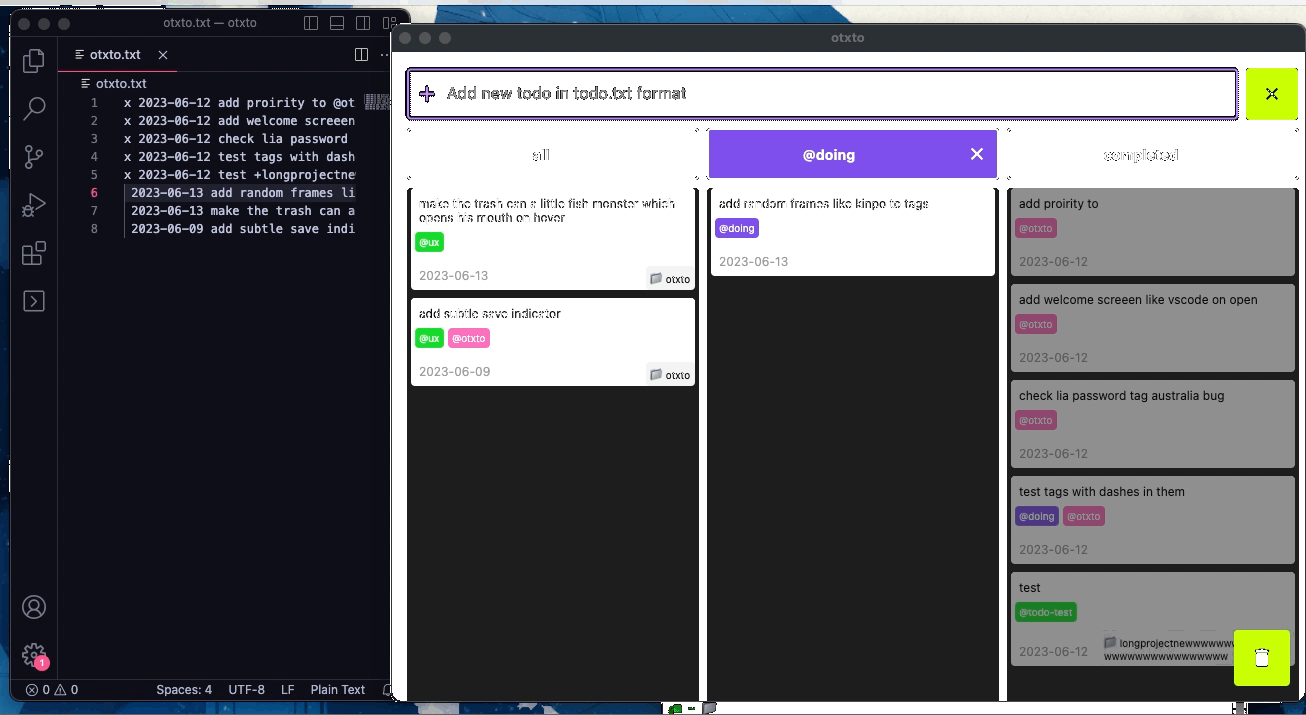 otxto.txt — otxto
otxto.txt
otxto.txt
1 x 2023-06-12 add proirity to @ot
2 x 2023-06-12 add welcome screeen
3 x 2023-06-12 check lia password
4 x 2023-06-12 test tags with dash
5 x 2023-06-12 test +longprojectne
6 2023-06-13 add random frames li
7 2023-06-13 make the trash can a
8 2023-06-09 add subtle save indi
1
0 0
Spaces: 4 UTF-8 LF Plain Text
otxto
Add new todo in todo.txt format
all
make the trash can a little fish monster which
opens his mouth on hover
@ux
2023-06-13 otxto
add subtle save indicator
@ux @otxto
2023-06-09 otxto
@doing
add random frames like kinpo to tags
@doing
2023-06-13
completed
add proirity to
@otxto
2023-06-12
add welcome screeen like vscode on open
@otxto
2023-06-12
check lia password tag australia bug
@otxto
2023-06-12
test tags with dashes in them
@doing @otxto
2023-06-12
test
@todo-test
2023-06-12